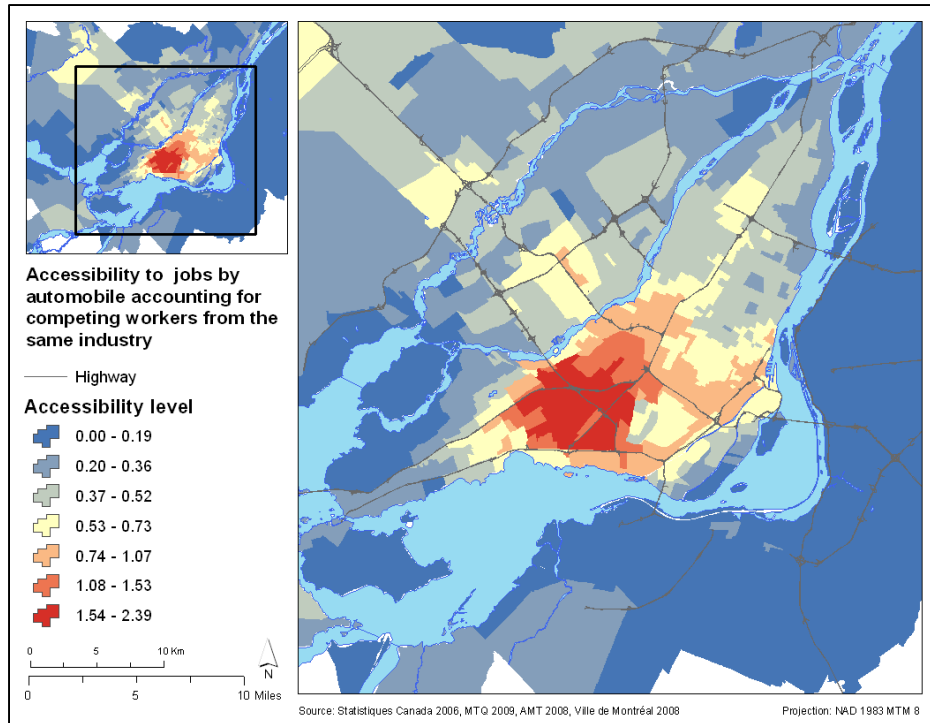 Accessibility to jobs by
automobile accounting for
competing workers from the
same industry
Highway
Accessibility level
0.00 - 0.19
0.20 - 0.36
0.37 - 0.52
0.53 - 0.73
0.74 - 1.07
1.08 - 1.53
1.54 - 2.39
0 5 10 Km
N
0 5 10 Miles
Source: Statistiques Canada 2006, MTQ 2009, AMT 2008, Ville de Montréal 2008
Projection: NAD 1983 MTM 8